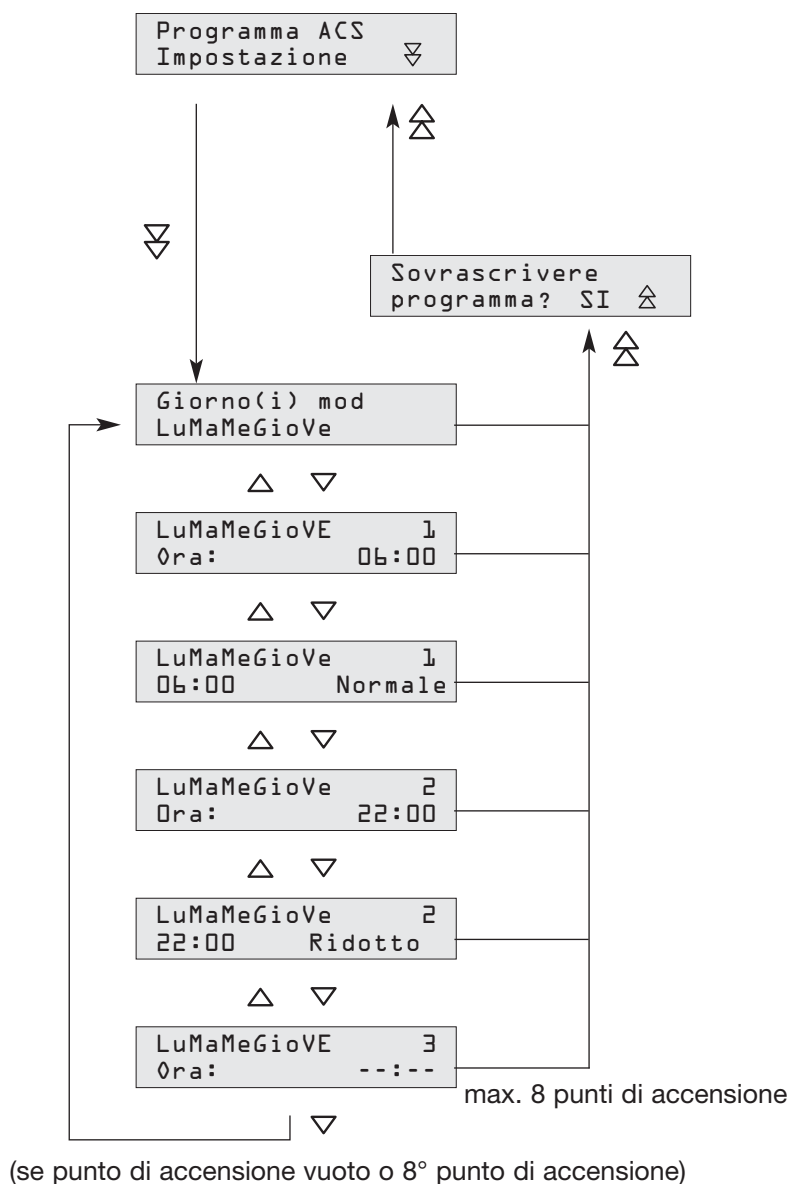 Programma ACS
Impostazione
Sovrascrivere
programma? SI
Giorno(i) mod
LuMaMeGioVe
LuMaMeGioVE 1
Ora: 06:00
LuMaMeGioVe 1
06:00 Normale
LuMaMeGioVe 2
Ora: 22:00
LuMaMeGioVe 2
22:00 Ridotto
LuMaMeGioVE 3
Ora: --:--
max. 8 punti di accensione
(se punto di accensione vuoto o 8° punto di accensione)